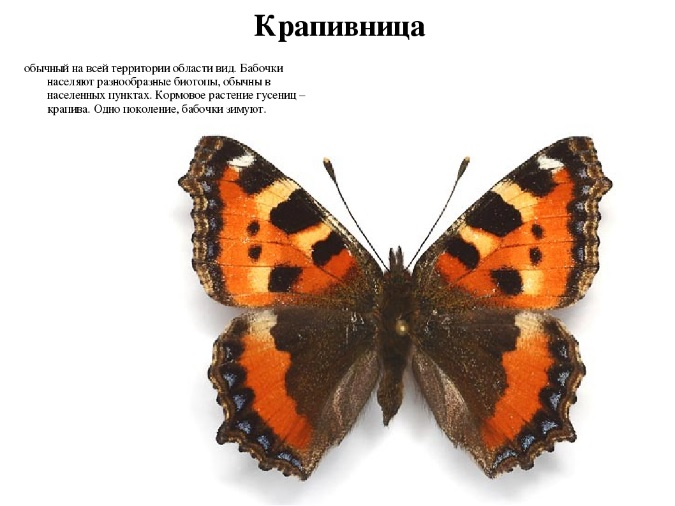 Крапивница
обычный на всей территории области вид. Бабочки
населяют разнообразные биотопы, обычны в
населенных пунктах. Кормовое растение гусениц –
крапива. Одно поколение, бабочки зимуют.